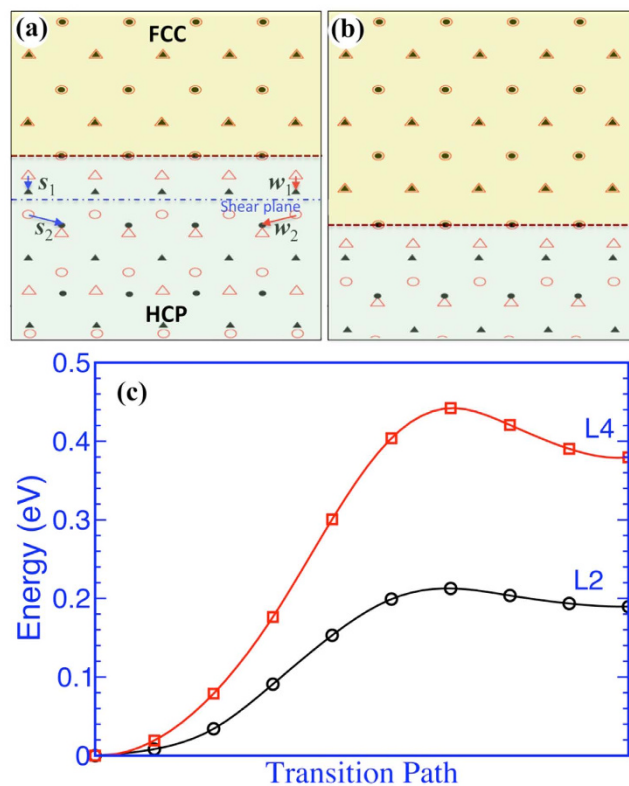 (a)
FCC
s1
w1
Shear plane
s2
w2
HCP
(b)
(c)
0.5
0.4
0.3
0.2
0.1
0
Energy (eV)
L4
L2
Transition Path